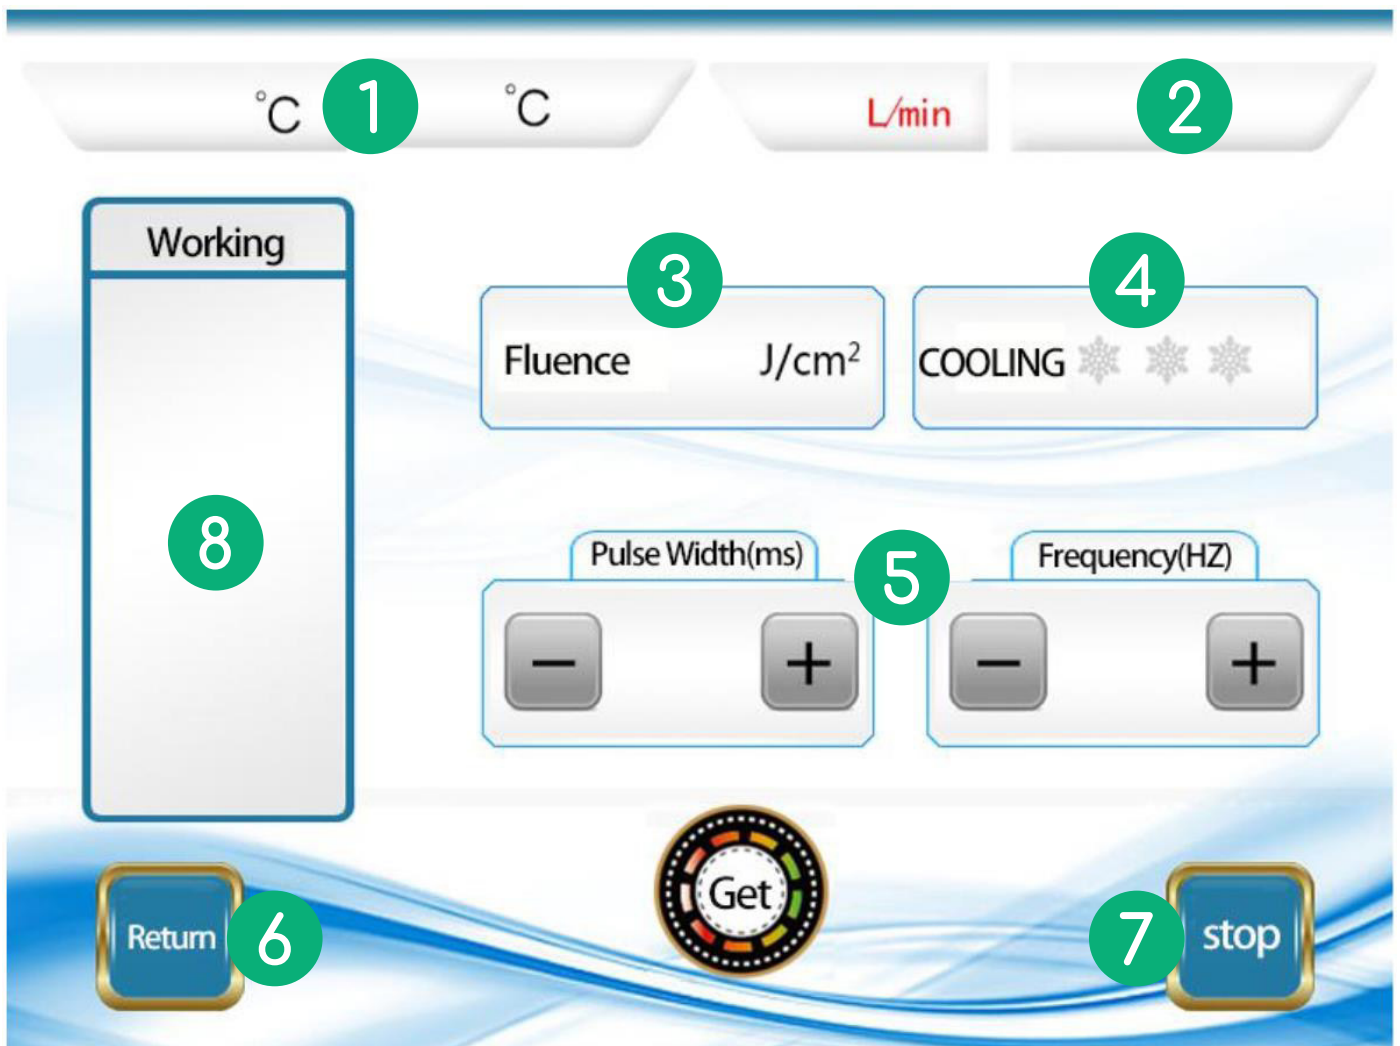 °C 1 °C L/min 2
Working
3 4
Fluence J/cm² COOLING
8
Pulse Width(ms) 5 Frequency(HZ)
− + − +
Get
Return 6 7 stop